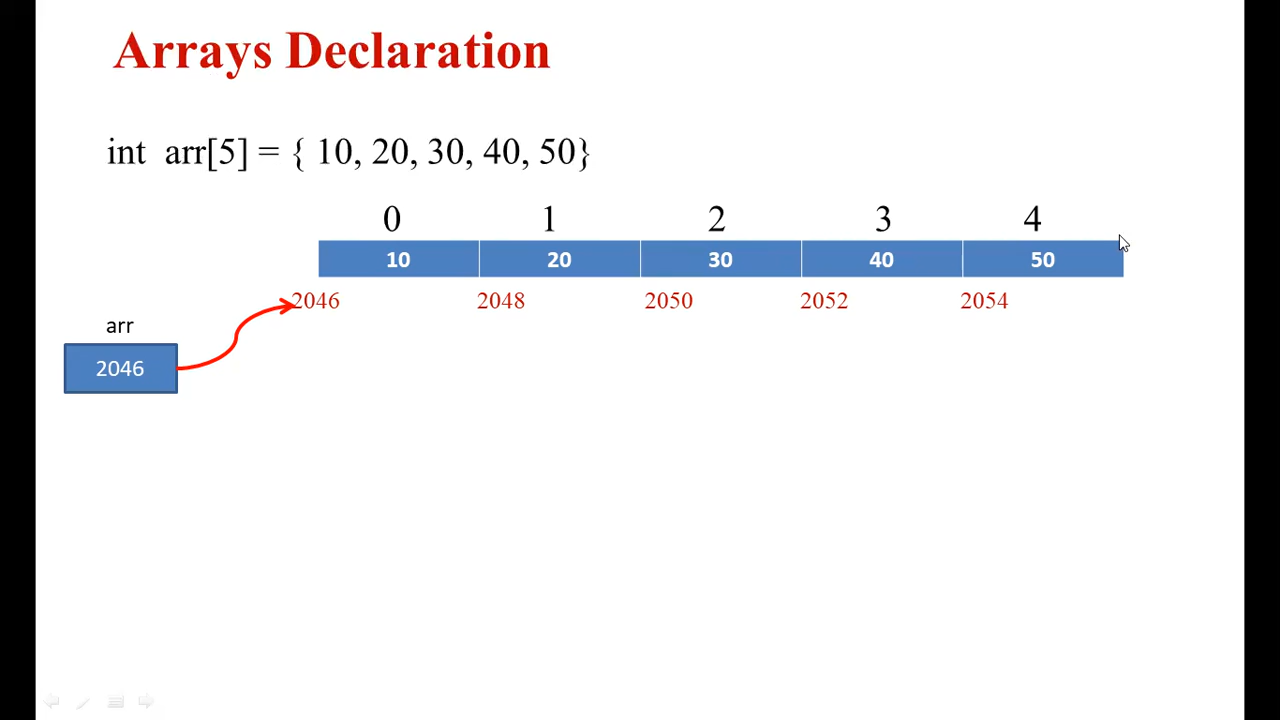 Arrays Declaration
int arr[5] = { 10, 20, 30, 40, 50}
0 1 2 3 4
10 20 30 40 50
2046 2048 2050 2052 2054
arr
2046